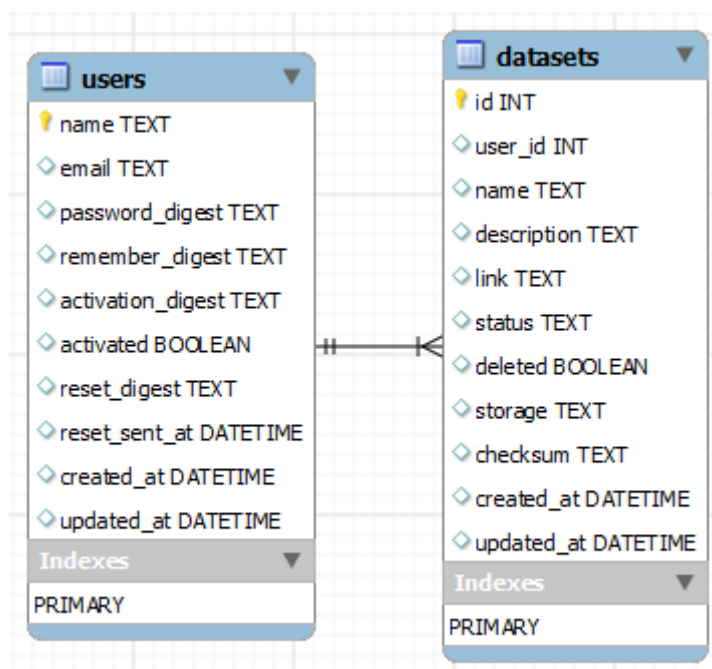 users
name TEXT
email TEXT
password_digest TEXT
remember_digest TEXT
activation_digest TEXT
activated BOOLEAN
reset_digest TEXT
reset_sent_at DATETIME
created_at DATETIME
updated_at DATETIME
Indexes
PRIMARY
datasets
id INT
user_id INT
name TEXT
description TEXT
link TEXT
status TEXT
deleted BOOLEAN
storage TEXT
checksum TEXT
created_at DATETIME
updated_at DATETIME
Indexes
PRIMARY